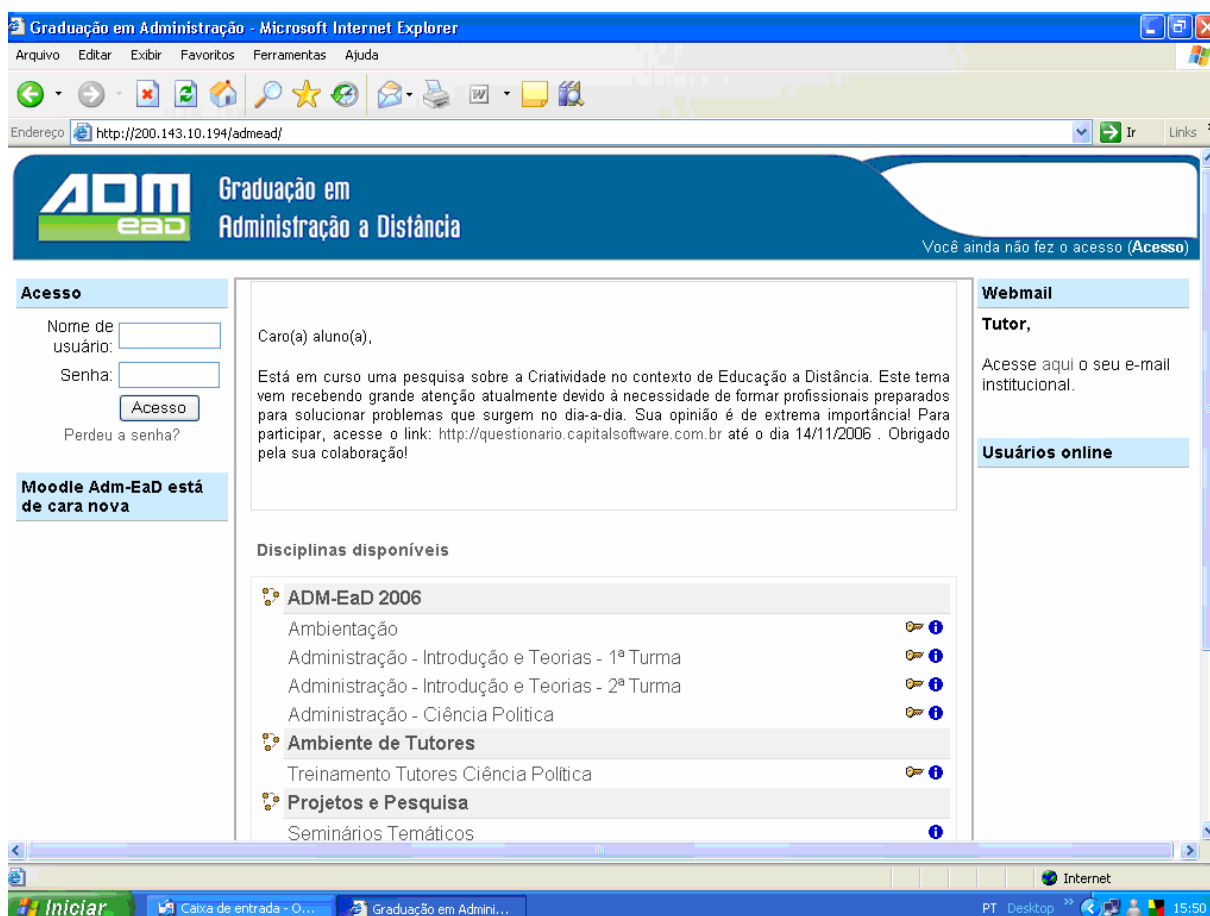 Graduação em Administração - Microsoft Internet Explorer
Arquivo Editar Exibir Favoritos Ferramentas Ajuda
Endereço http://200.143.10.194/admead/ Ir Links
ADM
ead
Graduação em
Administração a Distância
Você ainda não fez o acesso (Acesso)
Acesso
Nome de
usuário:
Senha:
Acesso
Perdeu a senha?
Moodle Adm-EaD está
de cara nova
Caro(a) aluno(a),
Está em curso uma pesquisa sobre a Criatividade no contexto de Educação a Distância. Este tema
vem recebendo grande atenção atualmente devido à necessidade de formar profissionais preparados
para solucionar problemas que surgem no dia-a-dia. Sua opinião é de extrema importância! Para
participar, acesse o link: http://questionario.capitalsoftware.com.br até o dia 14/11/2006 . Obrigado
pela sua colaboração!
Disciplinas disponíveis
ADM-EaD 2006
Ambientação
Administração - Introdução e Teorias - 1ª Turma
Administração - Introdução e Teorias - 2ª Turma
Administração - Ciência Politica
Ambiente de Tutores
Treinamento Tutores Ciência Política
Projetos e Pesquisa
Seminários Temáticos
Webmail
Tutor,
Acesse aqui o seu e-mail
institucional.
Usuários online
Internet
Iniciar Caixa de entrada - O... Graduação em Admini... PT Desktop 15:50